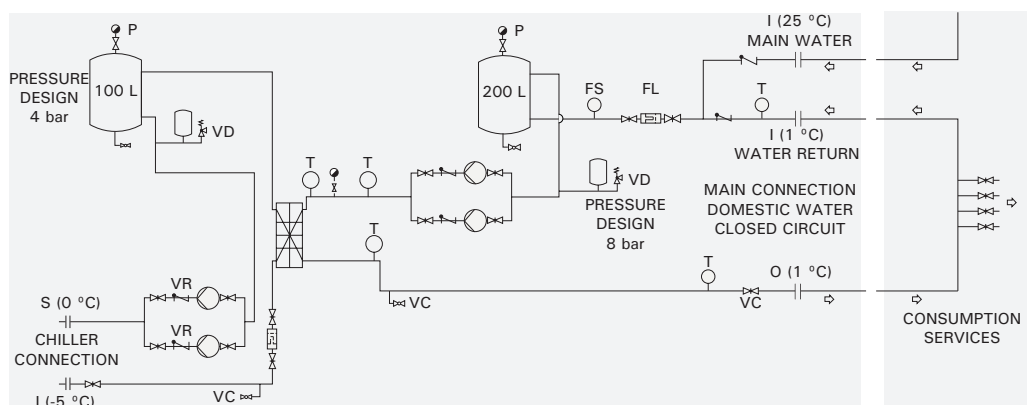 P
PRESSURE
DESIGN
4 bar
100 L
VD
P
200 L
FS
FL
I (25 °C)
MAIN WATER
T
I (1 °C)
WATER RETURN
T
T
VD
PRESSURE
DESIGN
8 bar
MAIN CONNECTION
DOMESTIC WATER
CLOSED CIRCUIT
T
T
O (1 °C)
VC
VC
VR
VR
S (0 °C)
CHILLER
CONNECTION
I (-5 °C)
VC
CONSUMPTION
SERVICES